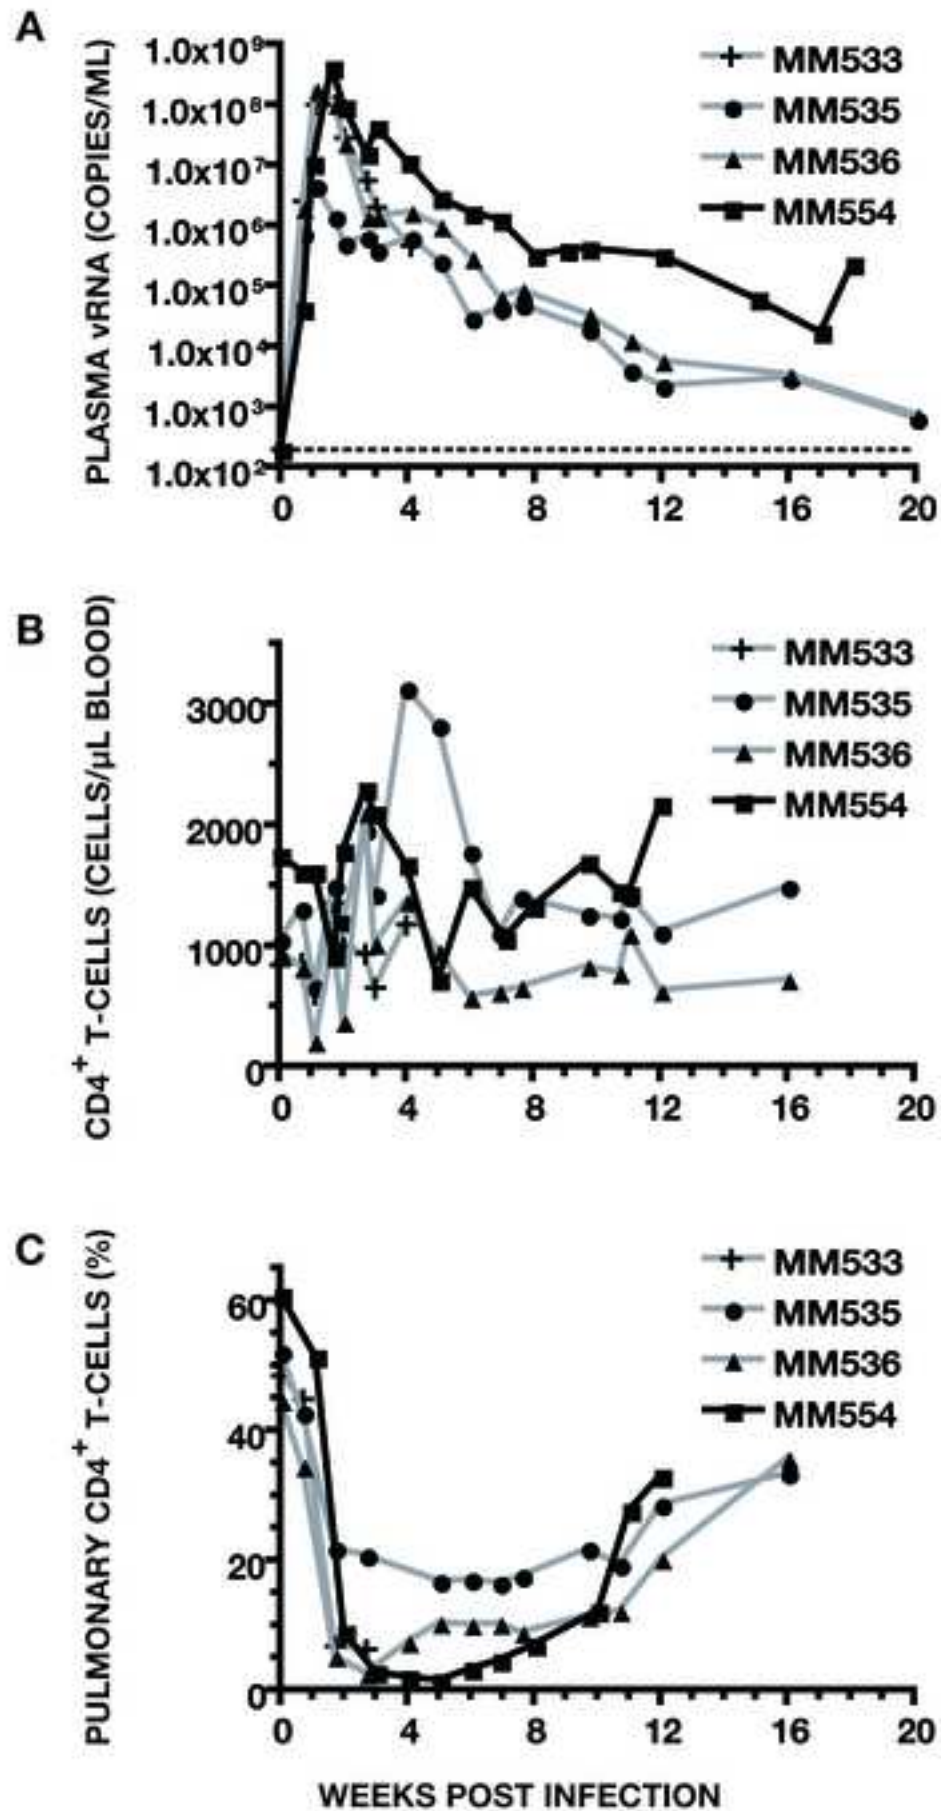 A
PLASMA vRNA (COPIES/ML)
1.0x10⁹
1.0x10⁸
1.0x10⁷
1.0x10⁶
1.0x10⁵
1.0x10⁴
1.0x10³
1.0x10²
0 4 8 12 16 20
MM533
MM535
MM536
MM554
B
CD4⁺ T-CELLS (CELLS/µL BLOOD)
3000
2000
1000
0
0 4 8 12 16 20
MM533
MM535
MM536
MM554
C
PULMONARY CD4⁺ T-CELLS (%)
60
40
20
0
0 4 8 12 16 20
MM533
MM535
MM536
MM554
WEEKS POST INFECTION